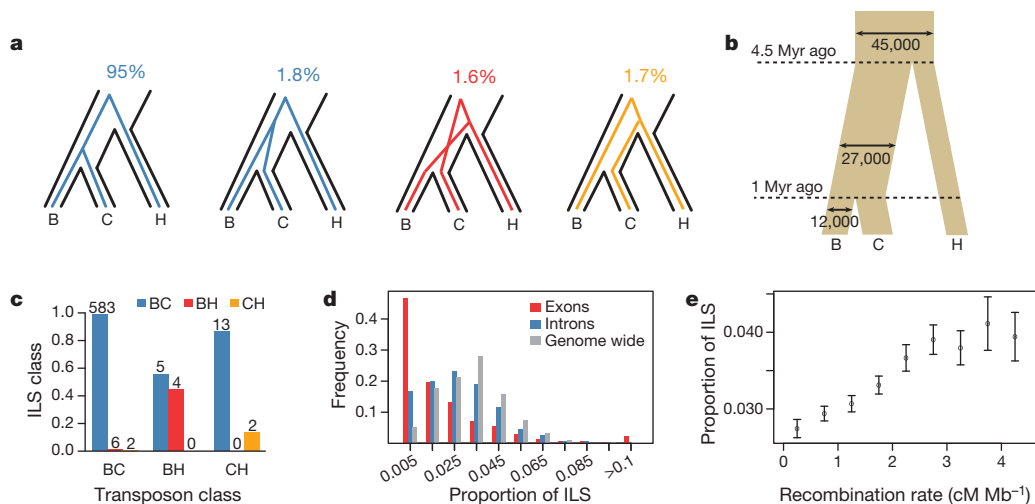 a
95%
1.8%
1.6%
1.7%
B C H
B C H
B C H
B C H
b
4.5 Myr ago
45,000
27,000
1 Myr ago
12,000
B C H
c
BC BH CH
ILS class
1.0
0.8
0.6
0.4
0.2
0.0
583
6 2
5
4
0
13
0
2
BC BH CH
Transposon class
d
Exons
Introns
Genome wide
Frequency
0.4
0.3
0.2
0.1
0.005 0.025 0.045 0.065 0.085 >0.1
Proportion of ILS
e
Proportion of ILS
0.040
0.030
0 1 2 3 4
Recombination rate (cM Mb⁻¹)